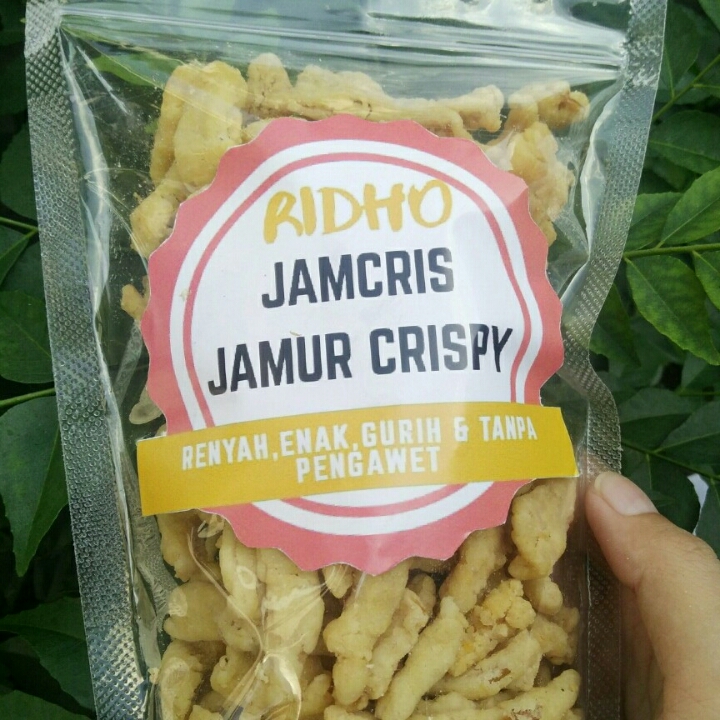 RIDHO
JAMCRIS
JAMUR CRISPY
RENYAH,ENAK,GURIH & TANPA
PENGAWET